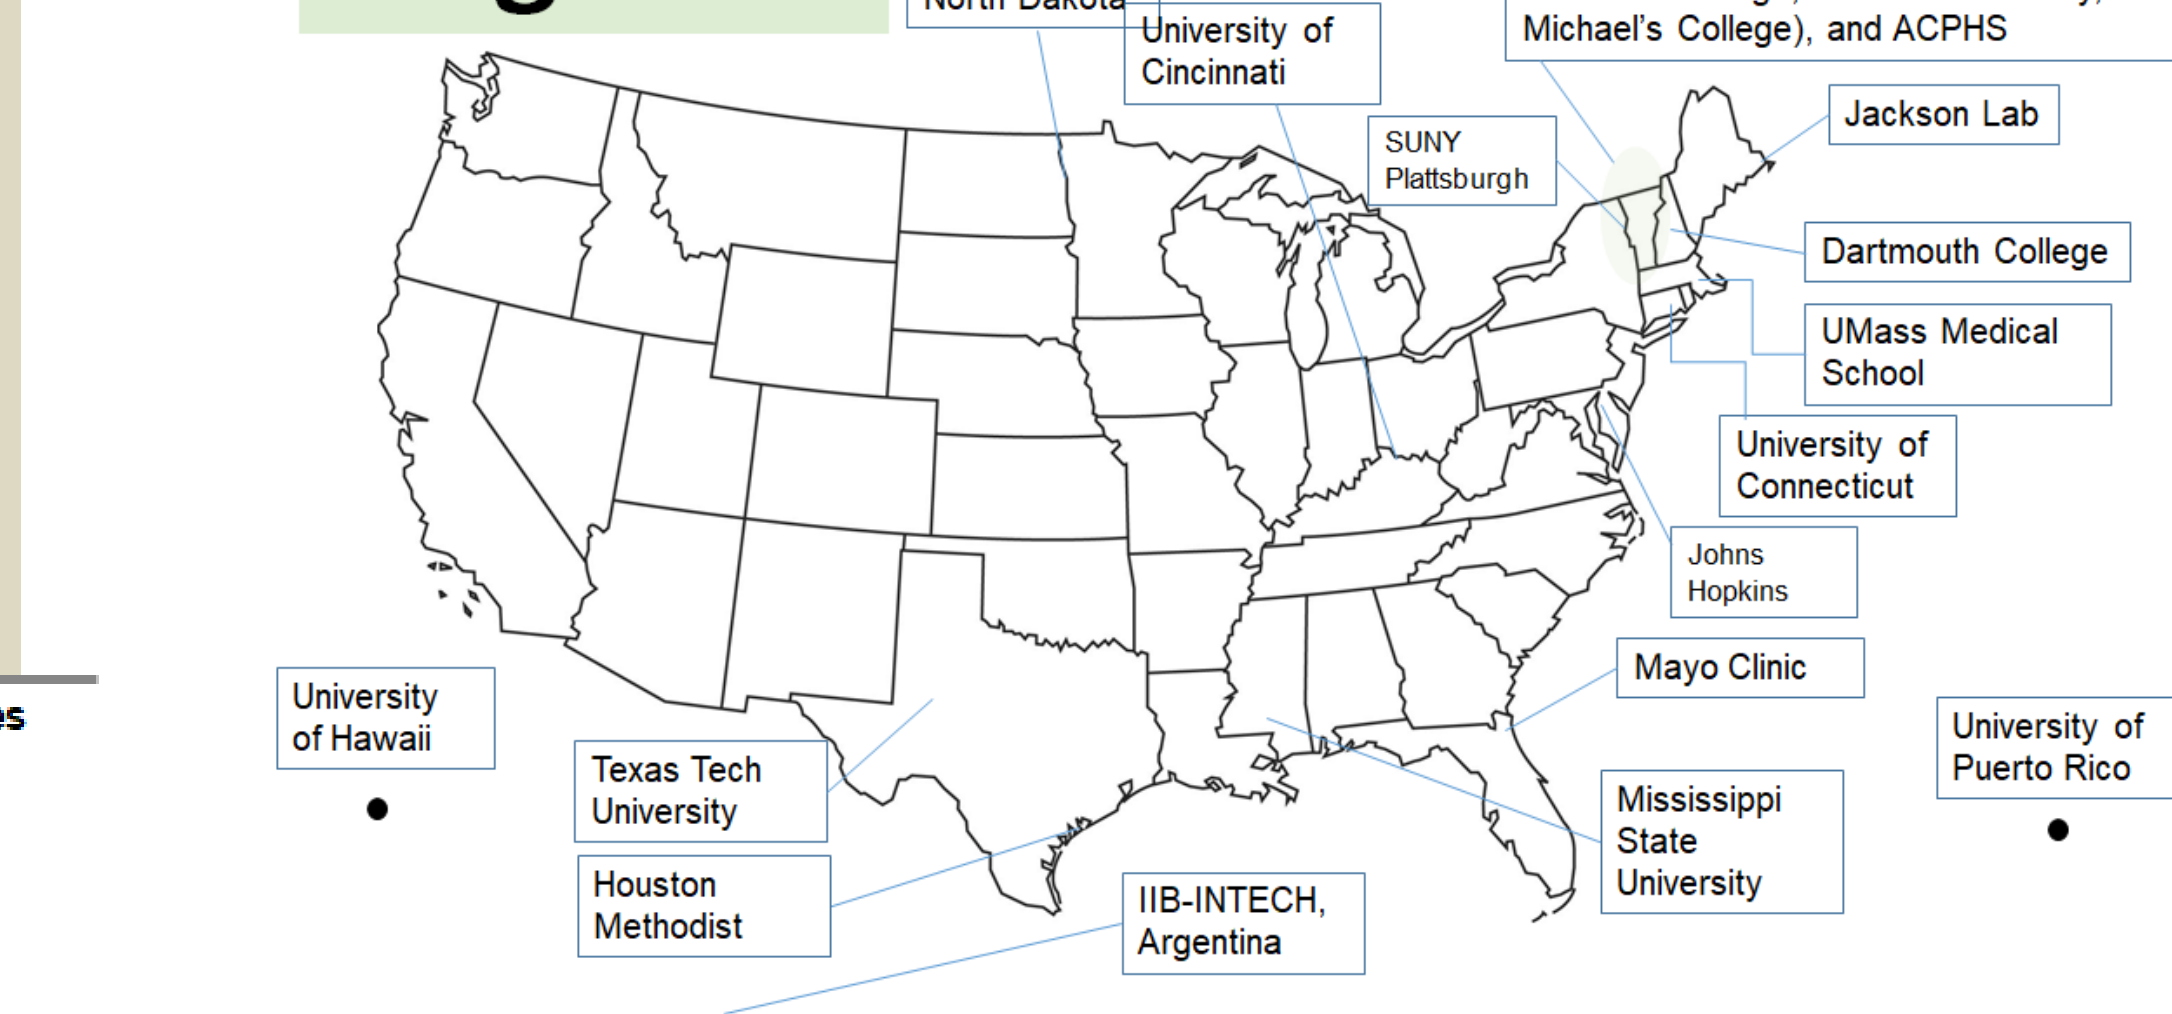 North Dakota
University of
Cincinnati
Michael's College), and ACPHS
Jackson Lab
SUNY
Plattsburgh
Dartmouth College
UMass Medical
School
University of
Connecticut
Johns
Hopkins
Mayo Clinic
University
of Hawaii
University of
Puerto Rico
Texas Tech
University
Mississippi
State
University
Houston
Methodist
IIB-INTECH,
Argentina
es